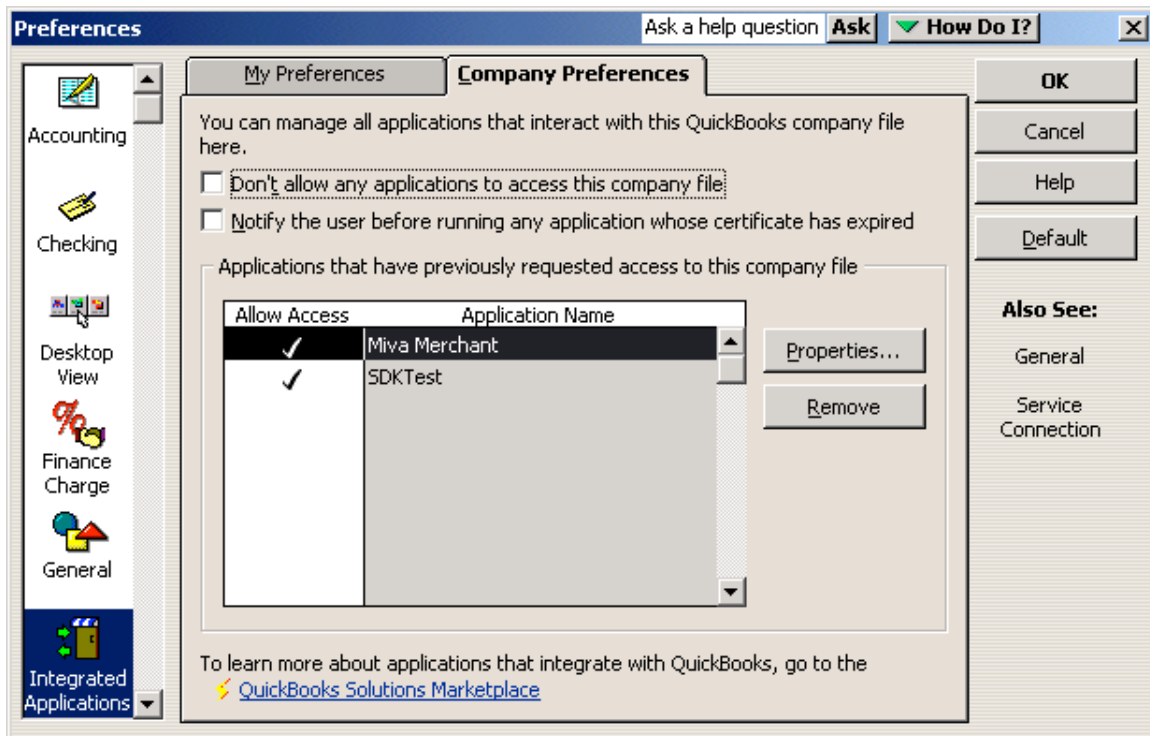 Preferences
Ask a help question
Ask
How Do I?
Accounting
Checking
Desktop
View
Finance
Charge
General
Integrated
Applications
My Preferences
Company Preferences
You can manage all applications that interact with this QuickBooks company file
here.
Don't allow any applications to access this company file
Notify the user before running any application whose certificate has expired
Applications that have previously requested access to this company file
Allow Access
Application Name
Miva Merchant
SDKTest
Properties...
Remove
To learn more about applications that integrate with QuickBooks, go to the
QuickBooks Solutions Marketplace
OK
Cancel
Help
Default
Also See:
General
Service
Connection